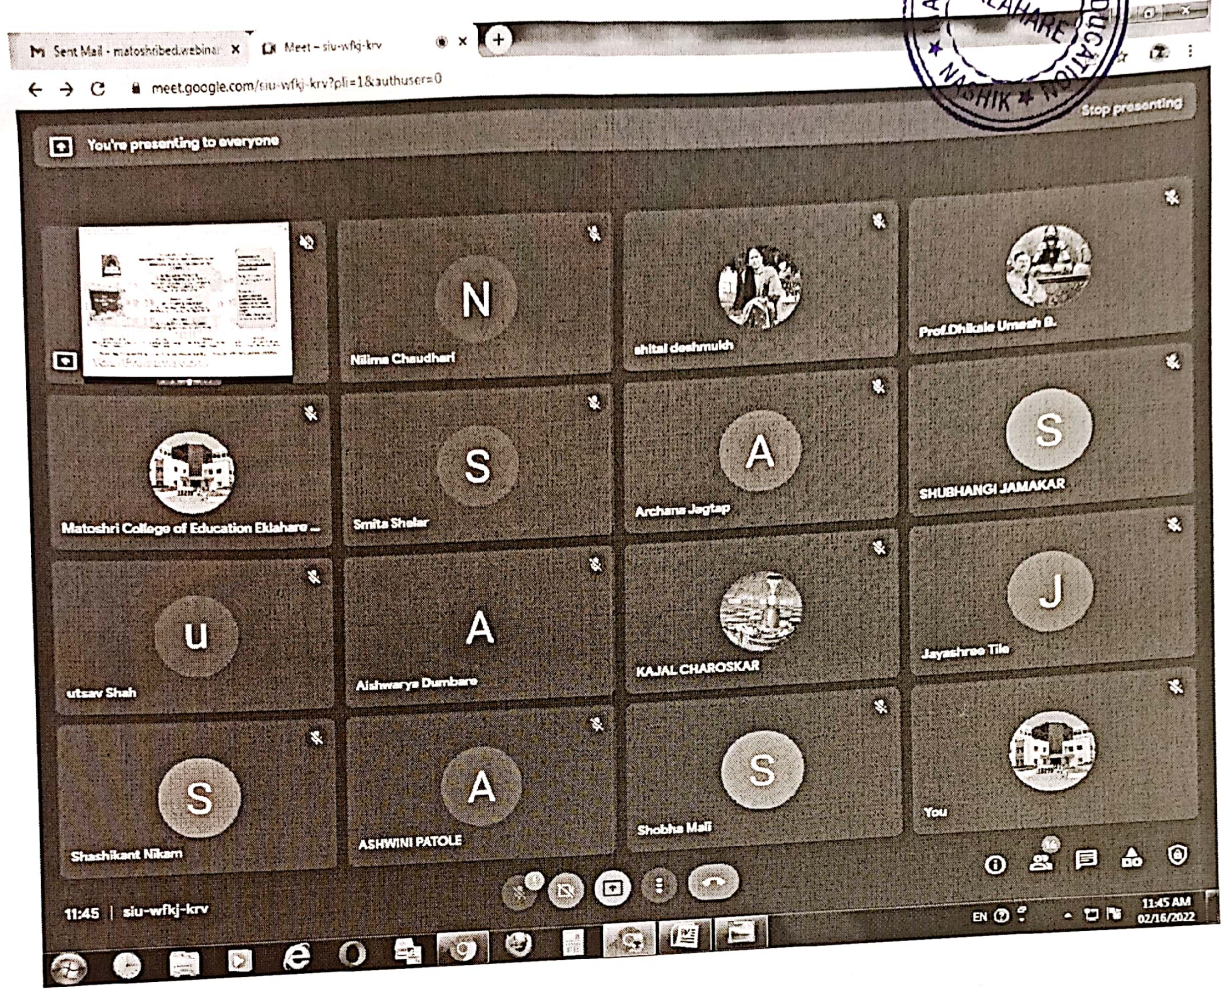 EKLAHARE
EDUCATION
★ NASHIK ★
Sent Mail - matoshribed.webinar
Meet – siu-wfkj-krv
meet.google.com/siu-wfkj-krv?pli=1&authuser=0
You're presenting to everyone
Stop presenting
N
Nilima Chaudhari
shital deshmukh
Prof.Dhikale Umesh B.
Matoshri College of Education Eklahare ...
S
Smita Shelar
A
Archana Jagtap
S
SHUBHANGI JAMAKAR
u
utsav Shah
A
Aishwarya Dumbare
KAJAL CHAROSKAR
J
Jayashree Tile
S
Shashikant Nikam
A
ASHWINI PATOLE
S
Shobha Mali
You
16
11:45 | siu-wfkj-krv
EN
11:45 AM
02/16/2022